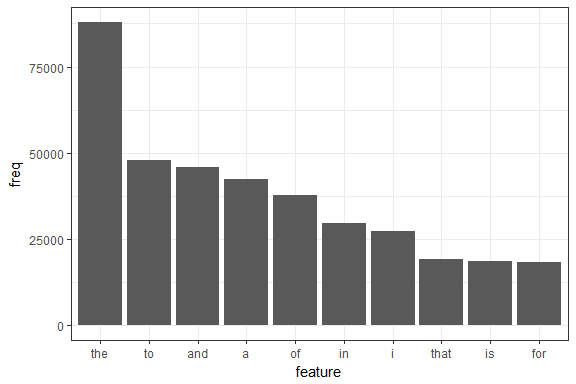 freq
75000
50000
25000
0
the to and a of in i that is for
feature